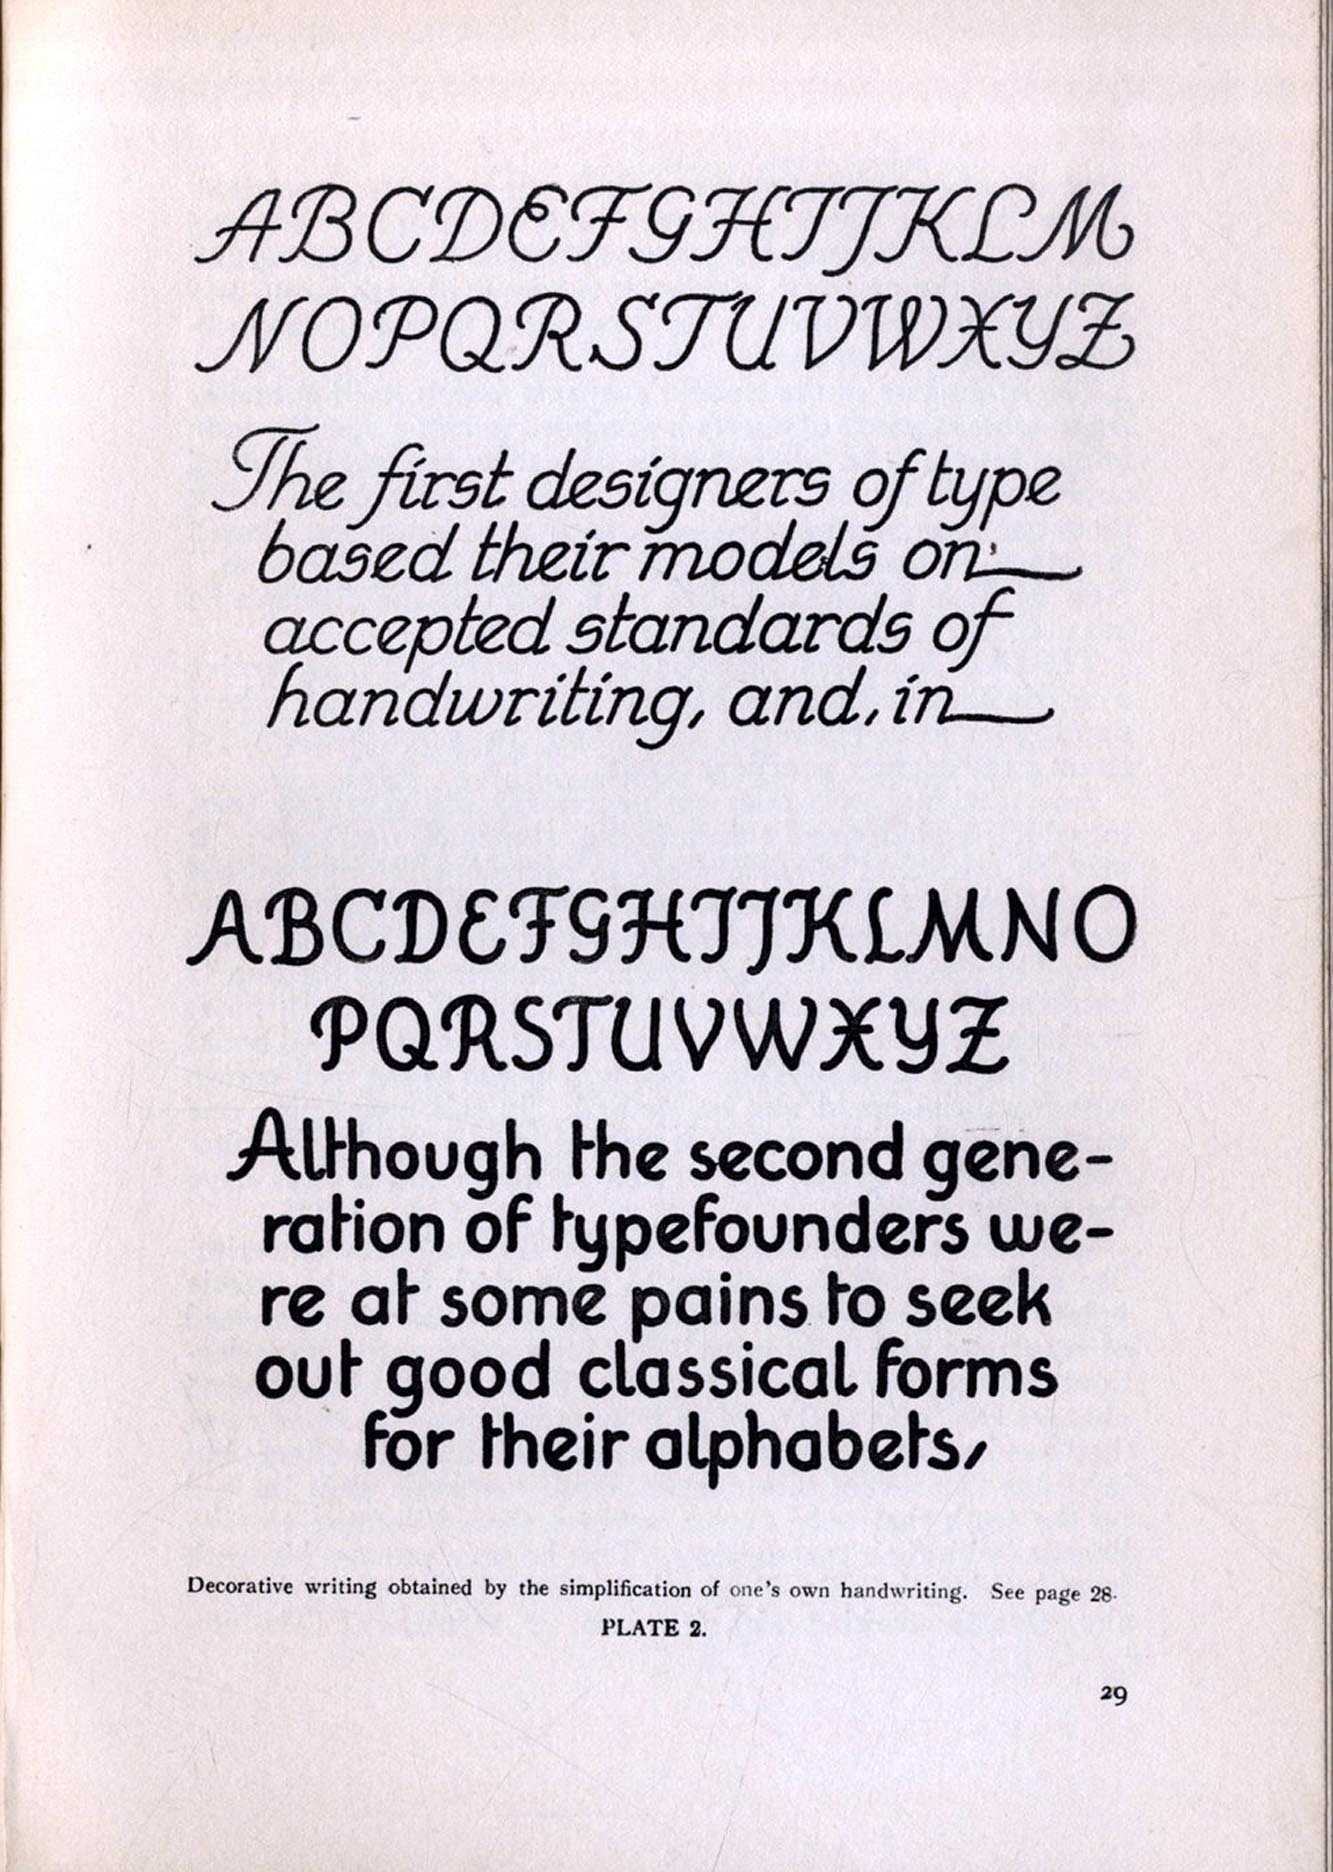 ABCDEFGHIJKLM
NOPQRSTUVWXYZ
The first designers of type
based their models on
accepted standards of
handwriting, and, in
ABCDEFGHIJKLMNO
PQRSTUVWXYZ
Although the second gene-
ration of typefounders we-
re at some pains to seek
out good classical forms
for their alphabets,
Decorative writing obtained by the simplification of one's own handwriting. See page 28.
PLATE 2.
29